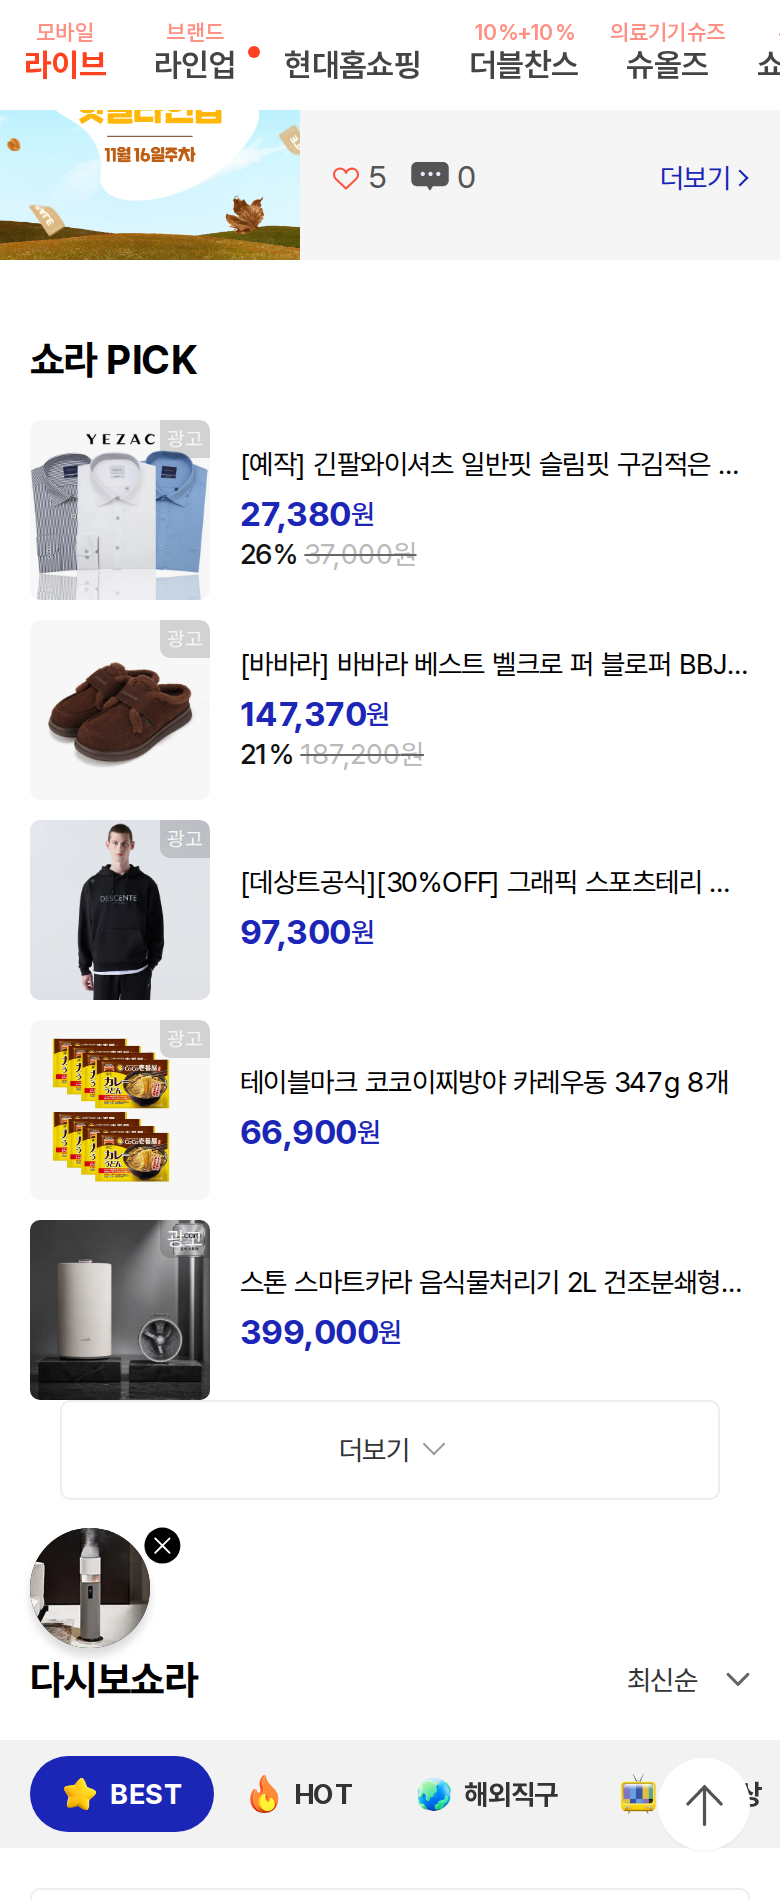 모바일
라이브
브랜드
라인업
현대홈쇼핑
10%+10%
더블찬스
의료기기슈즈
슈올즈
쇼
11월 16일주차
5
0
더보기
쇼라 PICK
YEZAC
광고
[예작] 긴팔와이셔츠 일반핏 슬림핏 구김적은 ...
27,380원
26% 37,000원
광고
[바바라] 바바라 베스트 벨크로 퍼 블로퍼 BBJ...
147,370원
21% 187,200원
광고
DESCENTE
[데상트공식][30%OFF] 그래픽 스포츠테리 ...
97,300원
광고
테이블마크 코코이찌방야 카레우동 347g 8개
66,900원
광고
스톤 스마트카라 음식물처리기 2L 건조분쇄형...
399,000원
더보기
다시보쇼라
최신순
BEST
HOT
해외직구
상